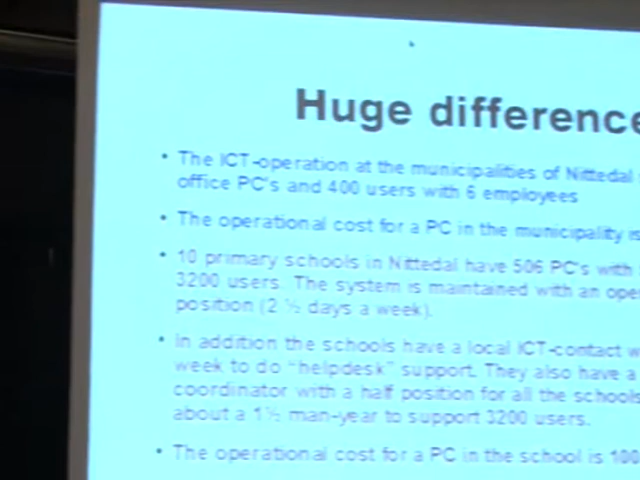 Huge difference
• The ICT-operation at the municipalities of Nittedal
office PC's and 400 users with 6 employees
• The operational cost for a PC in the municipality is
• 10 primary schools in Nittedal have 506 PC's with
3200 users. The system is maintained with an ope
position (2 ½ days a week).
• In addition the schools have a local ICT-contact w
week to do "helpdesk" support. They also have a
coordinator with a half position for all the schools
about a 1½ man-year to support 3200 users.
• The operational cost for a PC in the school is 100